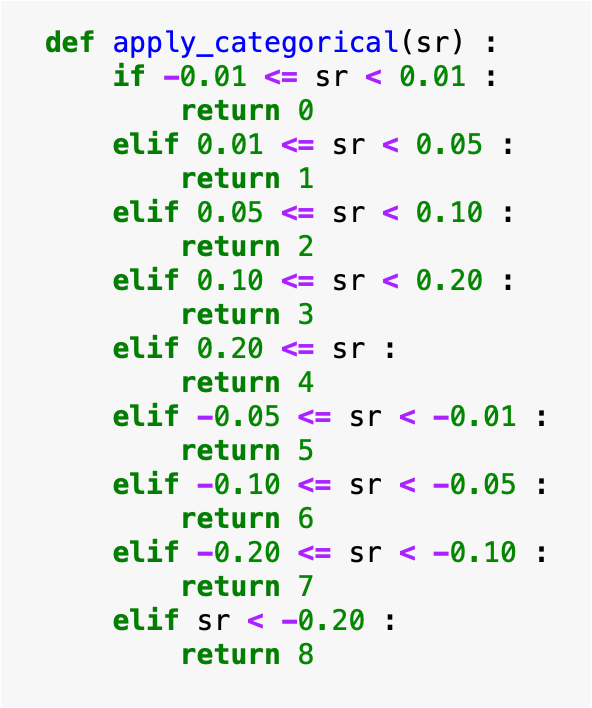 def apply_categorical(sr) :
    if -0.01 <= sr < 0.01 :
        return 0
    elif 0.01 <= sr < 0.05 :
        return 1
    elif 0.05 <= sr < 0.10 :
        return 2
    elif 0.10 <= sr < 0.20 :
        return 3
    elif 0.20 <= sr :
        return 4
    elif -0.05 <= sr < -0.01 :
        return 5
    elif -0.10 <= sr < -0.05 :
        return 6
    elif -0.20 <= sr < -0.10 :
        return 7
    elif sr < -0.20 :
        return 8